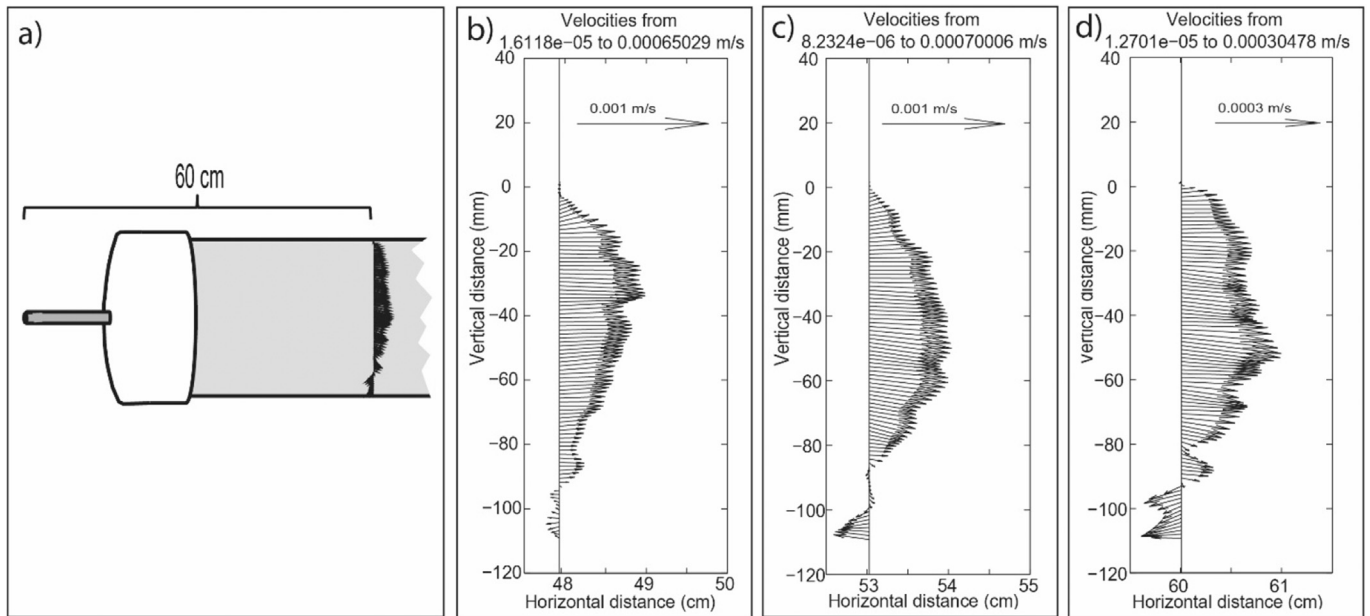 a)
60 cm
b)
Velocities from
1.6118e-05 to 0.00065029 m/s
40
20
0
−20
−40
−60
−80
−100
−120
0.001 m/s
Vertical distance (mm)
48 49 50
Horizontal distance (cm)
c)
Velocities from
8.2324e-06 to 0.00070006 m/s
40
20
0
−20
−40
−60
−80
−100
−120
0.001 m/s
Vertical distance (mm)
53 54 55
Horizontal distance (cm)
d)
Velocities from
1.2701e-05 to 0.00030478 m/s
40
20
0
−20
−40
−60
−80
−100
−120
0.0003 m/s
Vertical distance (mm)
60 61
Horizontal distance (cm)